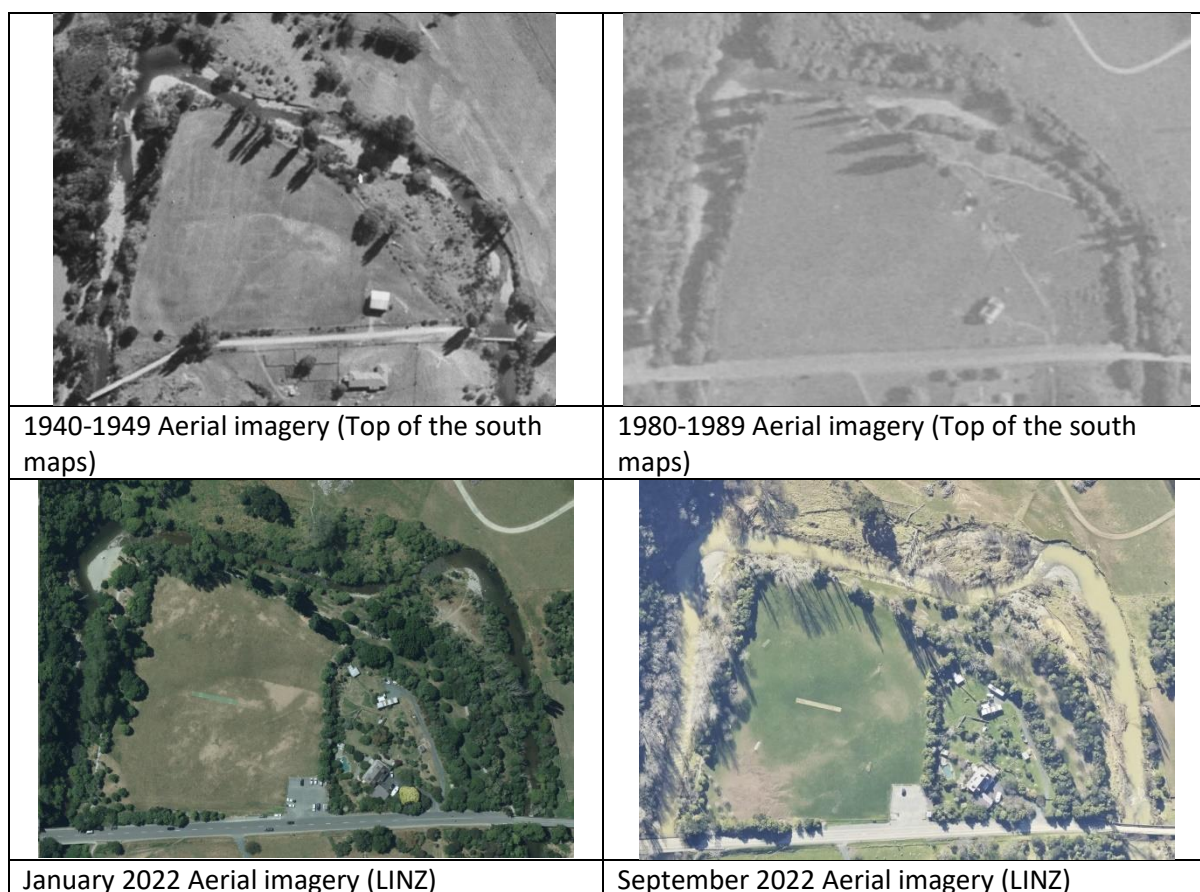 1940-1949 Aerial imagery (Top of the south
maps)
1980-1989 Aerial imagery (Top of the south
maps)
January 2022 Aerial imagery (LINZ)
September 2022 Aerial imagery (LINZ)